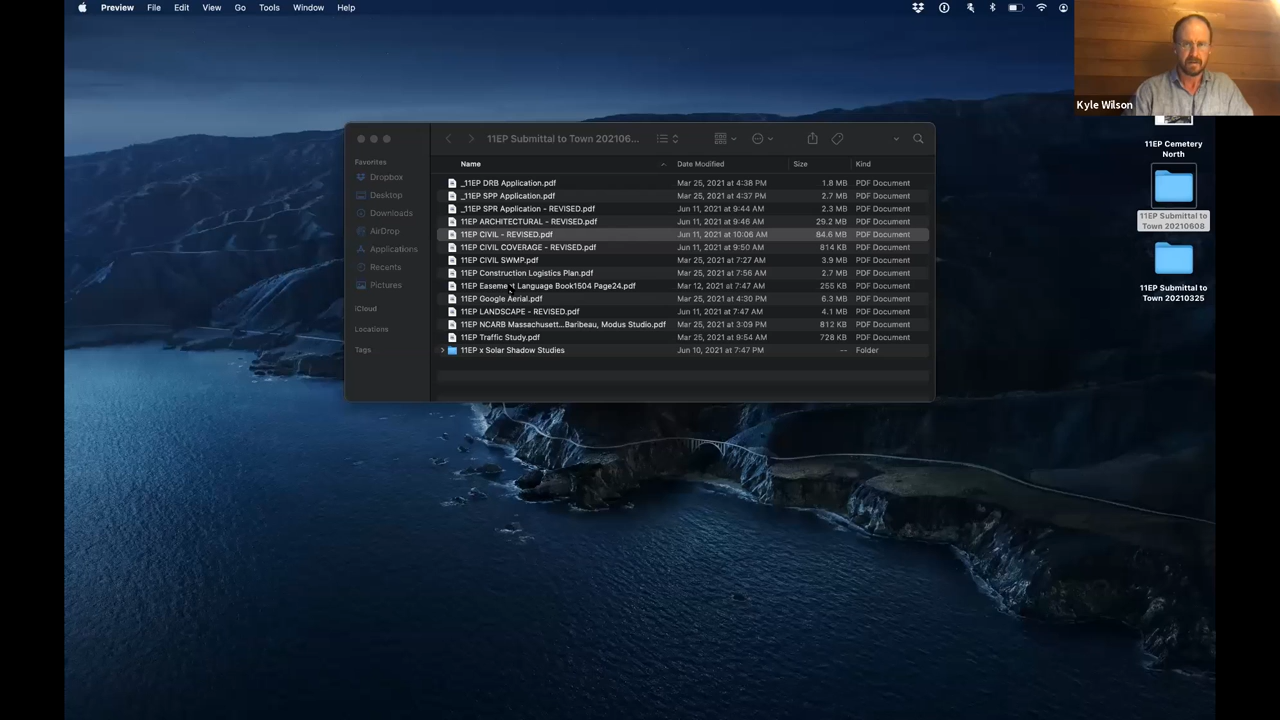 Preview File Edit View Go Tools Window Help
Kyle Wilson
11EP Submittal to Town 202106...
Favorites
Dropbox
Desktop
Downloads
AirDrop
Applications
Recents
Pictures
iCloud
Locations
Tags
Name Date Modified Size Kind
_11EP DRB Application.pdf Mar 25, 2021 at 4:38 PM 1.8 MB PDF Document
_11EP SPP Application.pdf Mar 25, 2021 at 4:37 PM 2.7 MB PDF Document
_11EP SPR Application - REVISED.pdf Jun 11, 2021 at 9:44 AM 2.3 MB PDF Document
11EP ARCHITECTURAL - REVISED.pdf Jun 11, 2021 at 9:46 AM 29.2 MB PDF Document
11EP CIVIL - REVISED.pdf Jun 11, 2021 at 10:06 AM 84.6 MB PDF Document
11EP CIVIL COVERAGE - REVISED.pdf Jun 11, 2021 at 9:50 AM 814 KB PDF Document
11EP CIVIL SWMP.pdf Mar 25, 2021 at 7:27 AM 3.9 MB PDF Document
11EP Construction Logistics Plan.pdf Mar 25, 2021 at 7:56 AM 2.7 MB PDF Document
11EP Easement Language Book1504 Page24.pdf Mar 12, 2021 at 7:47 AM 255 KB PDF Document
11EP Google Aerial.pdf Mar 25, 2021 at 4:30 PM 6.3 MB PDF Document
11EP LANDSCAPE - REVISED.pdf Jun 11, 2021 at 7:47 AM 4.1 MB PDF Document
11EP NCARB Massachusett...Baribeau, Modus Studio.pdf Mar 25, 2021 at 3:09 PM 812 KB PDF Document
11EP Traffic Study.pdf Mar 25, 2021 at 9:54 AM 728 KB PDF Document
11EP x Solar Shadow Studies Jun 10, 2021 at 7:47 PM -- Folder
11EP Cemetery
North
11EP Submittal to
Town 20210608
11EP Submittal to
Town 20210325